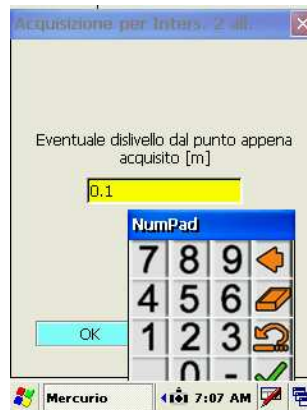 Acquisizione per Inters. 2 all.
Eventuale dislivello dal punto appena
acquisito [m]
0.1
NumPad
7 8 9
4 5 6
OK
1 2 3
0 -
Mercurio
7:07 AM